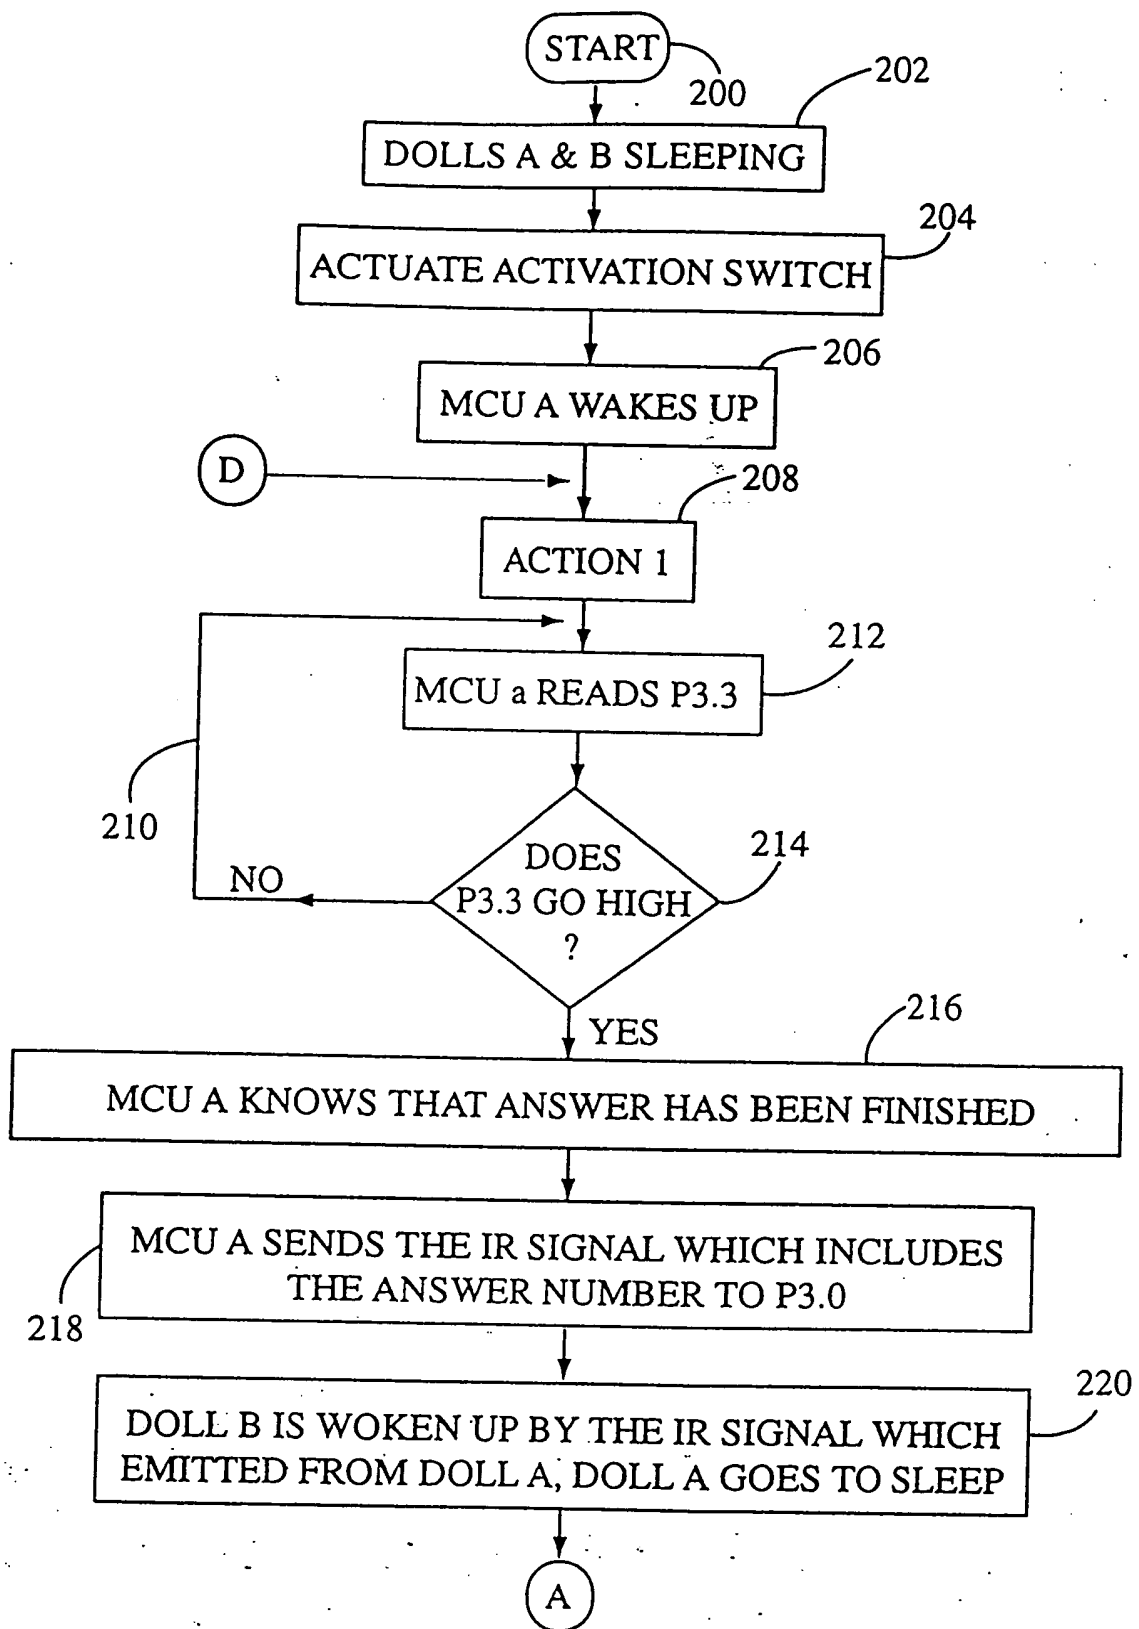 START
200
202
DOLLS A & B SLEEPING
204
ACTUATE ACTIVATION SWITCH
206
MCU A WAKES UP
D
208
ACTION 1
212
MCU a READS P3.3
210
214
DOES
P3.3 GO HIGH
?
NO
YES
216
MCU A KNOWS THAT ANSWER HAS BEEN FINISHED
MCU A SENDS THE IR SIGNAL WHICH INCLUDES
THE ANSWER NUMBER TO P3.0
218
220
DOLL B IS WOKEN UP BY THE IR SIGNAL WHICH
EMITTED FROM DOLL A, DOLL A GOES TO SLEEP
A